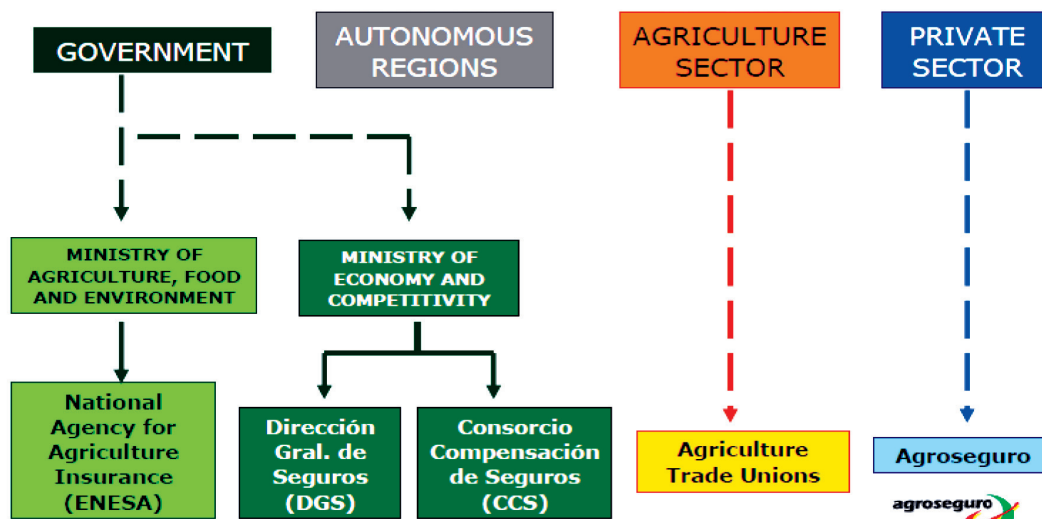 GOVERNMENT
AUTONOMOUS
REGIONS
AGRICULTURE
SECTOR
PRIVATE
SECTOR
MINISTRY OF
AGRICULTURE, FOOD
AND ENVIRONMENT
MINISTRY OF
ECONOMY AND
COMPETITIVITY
National
Agency for
Agriculture
Insurance
(ENESA)
Dirección
Gral. de
Seguros
(DGS)
Consorcio
Compensación
de Seguros
(CCS)
Agriculture
Trade Unions
Agroseguro
agroseguro